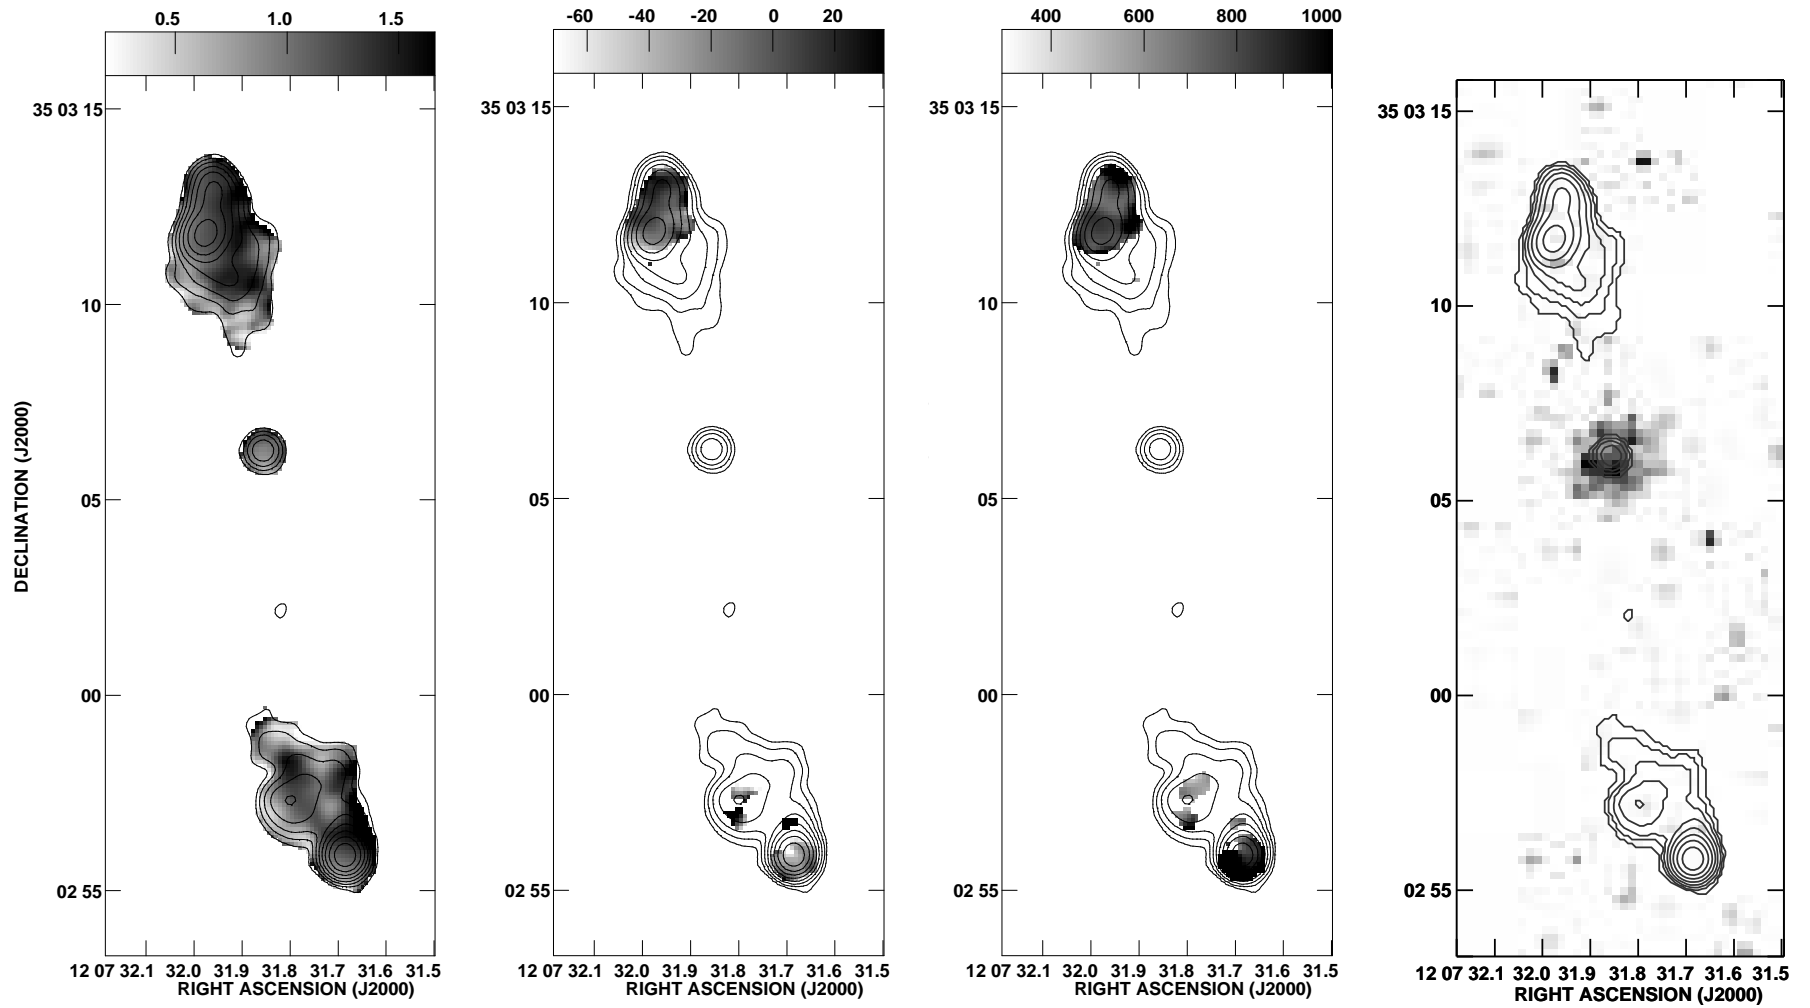 0.5 1.0 1.5
-60 -40 -20 0 20
400 600 800 1000
35 03 15
10
05
00
02 55
DECLINATION (J2000)
12 07 32.1 32.0 31.9 31.8 31.7 31.6 31.5
RIGHT ASCENSION (J2000)
35 03 15
10
05
00
02 55
12 07 32.1 32.0 31.9 31.8 31.7 31.6 31.5
RIGHT ASCENSION (J2000)
35 03 15
10
05
00
02 55
12 07 32.1 32.0 31.9 31.8 31.7 31.6 31.5
RIGHT ASCENSION (J2000)
35 03 15
10
05
00
02 55
12 07 32.1 32.0 31.9 31.8 31.7 31.6 31.5
RIGHT ASCENSION (J2000)